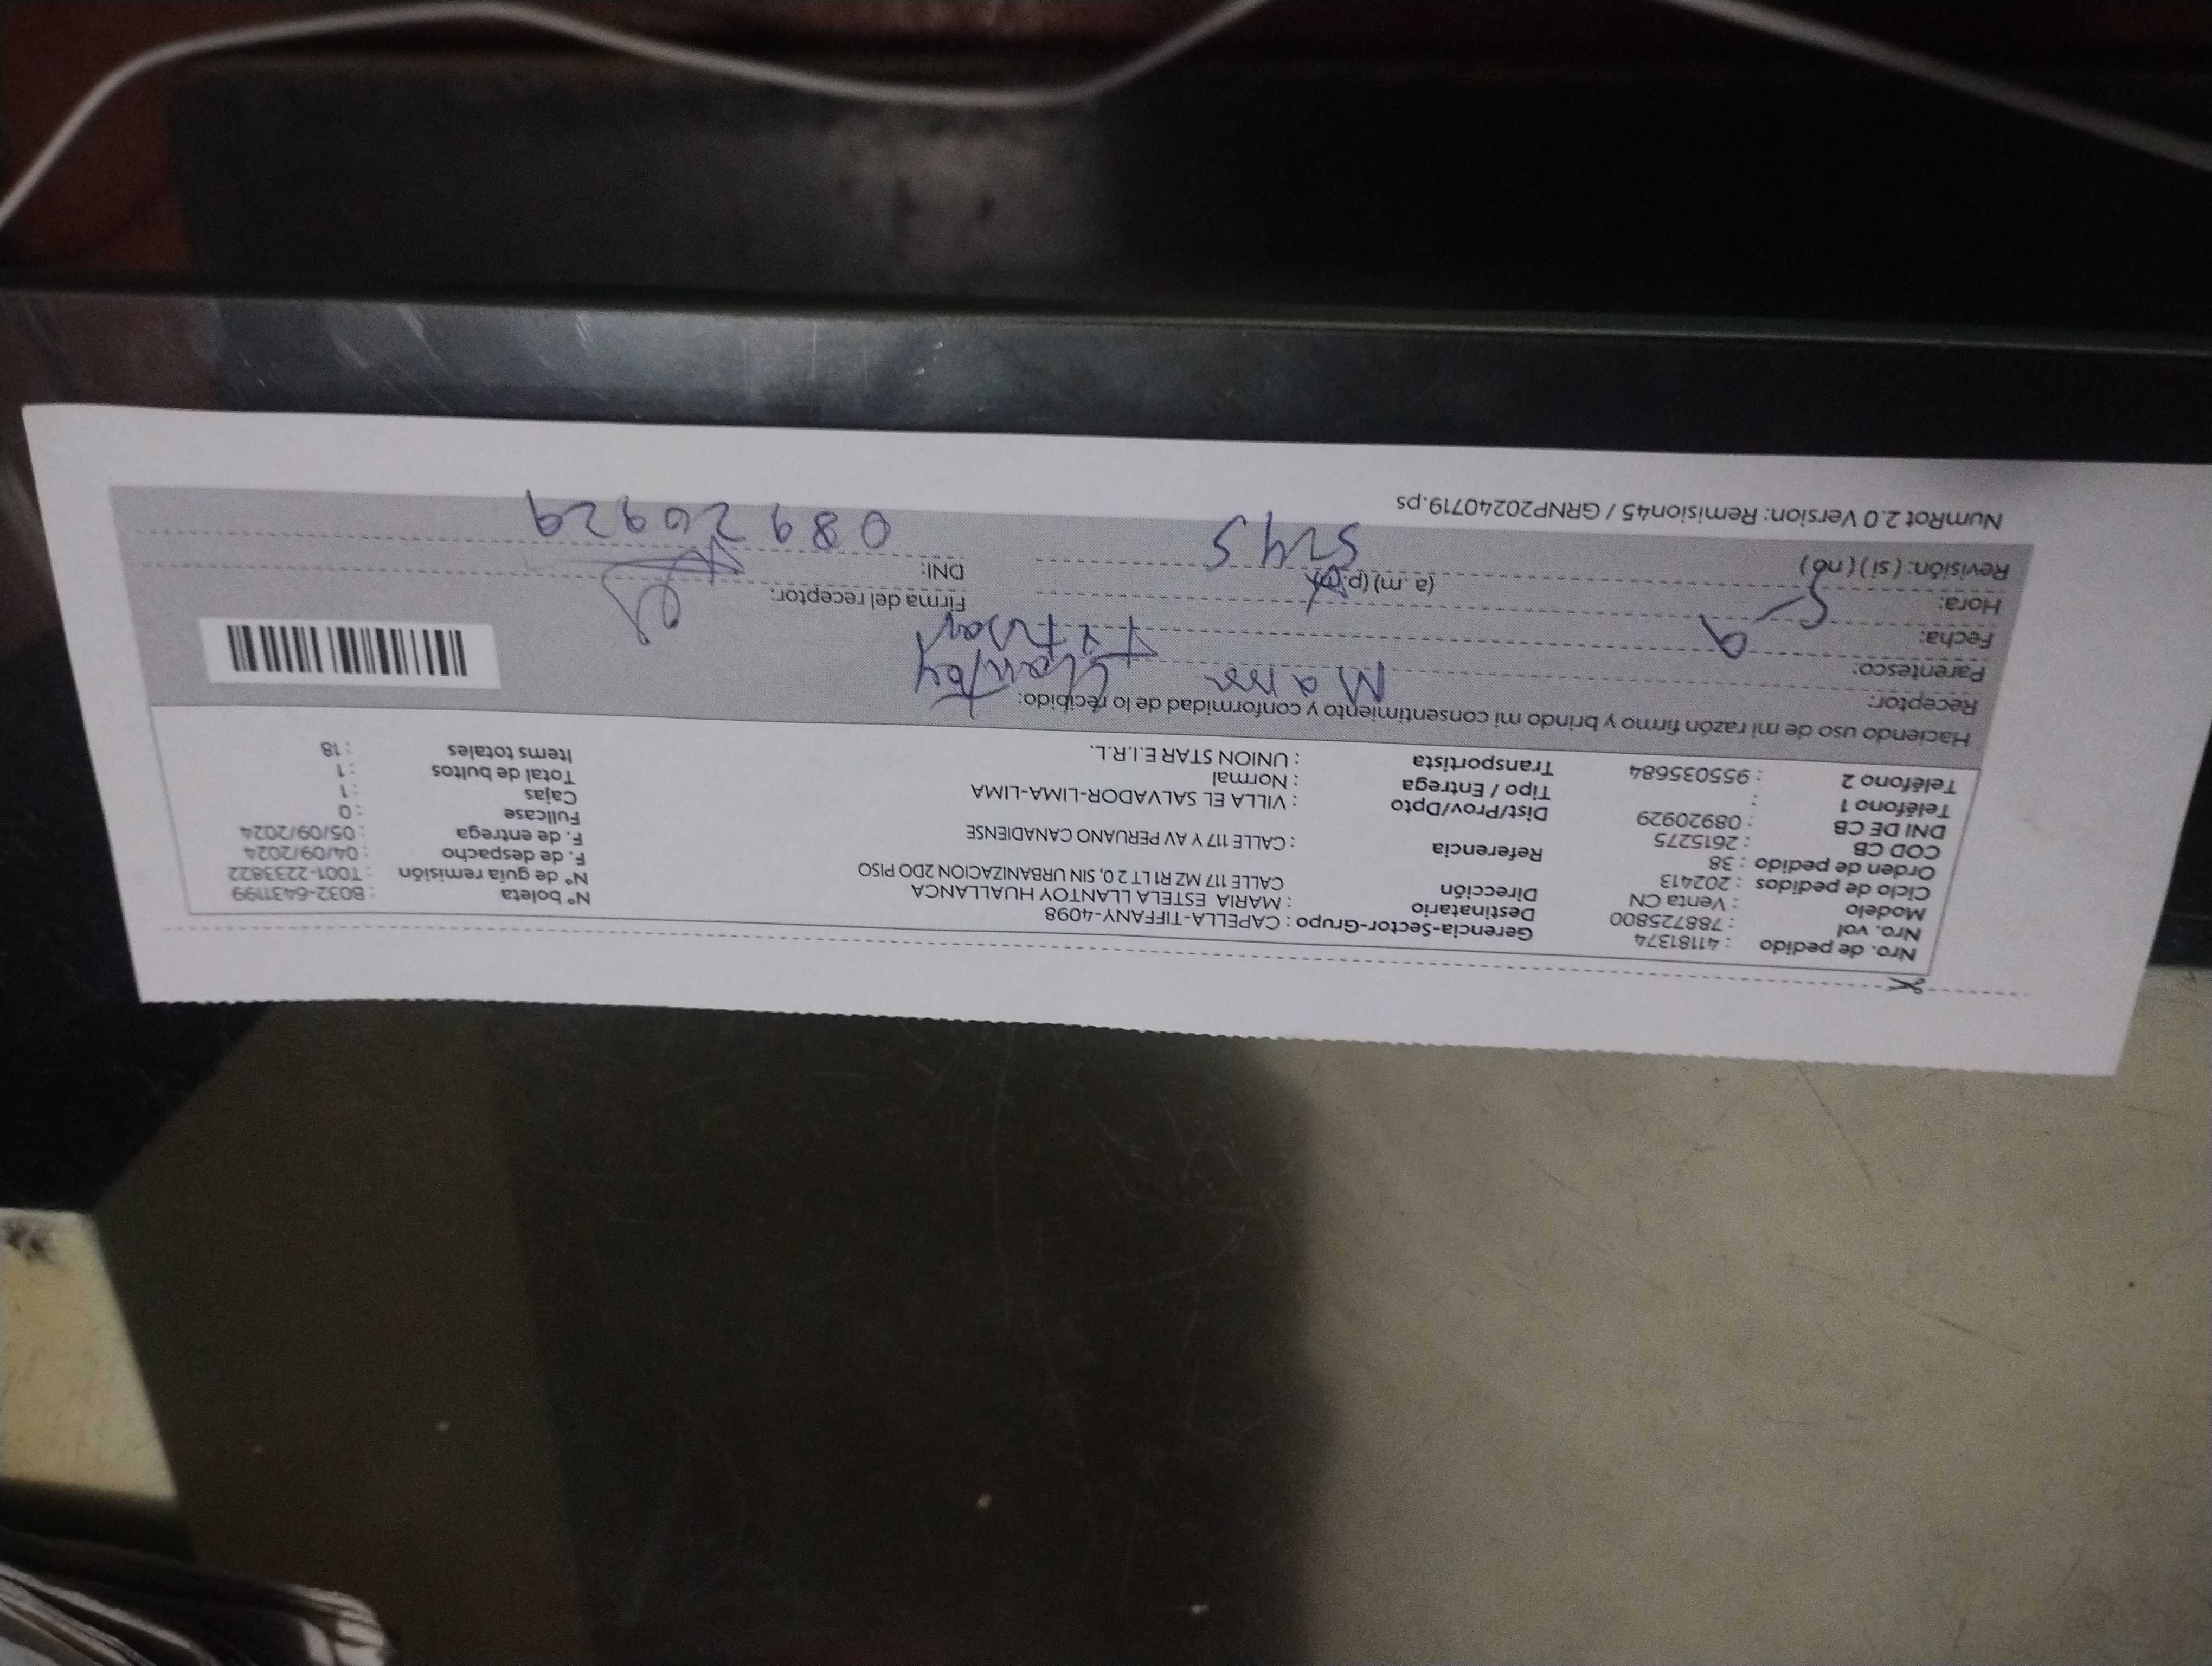 Nro. de pedido : 41181374
Nro. vol : 788725800
Modelo : Venta CN
Ciclo de pedidos : 202413
Orden de pedido : 38
COD CB : 2615275
DNI DE CB : 08920929
Teléfono 1 :
Teléfono 2 : 955035684
Gerencia-Sector-Grupo : CAPELLA-TIFFANY-4098
Destinatario : MARIA ESTELA LLANTOY HUALLANCA
Dirección CALLE 117 MZ R1 LT 2 0, SIN URBANIZACION 2DO PISO
Referencia : CALLE 117 Y AV PERUANO CANADIENSE
Dist/Prov/Dpto : VILLA EL SALVADOR-LIMA-LIMA
Tipo / Entrega : Normal
Transportista : UNION STAR E.I.R.L.
N° boleta : B032-6431199
N° de guía remisión : T001-2233822
F. de despacho : 04/09/2024
F. de entrega : 05/09/2024
Fullcase : 0
Cajas : 1
Total de bultos : 1
Items totales : 18
Haciendo uso de mi razón firmo y brindo mi consentimiento y conformidad de lo recibido:
Receptor: Llantoy
Parentesco:
Fecha: 5 9
Hora: (a. m) (p. m)
Revisión: ( si ) ( no ) 5245
Firma del receptor:
DNI: 08920929
NumRot 2.0 Version: Remision45 / GRNP20240719.ps